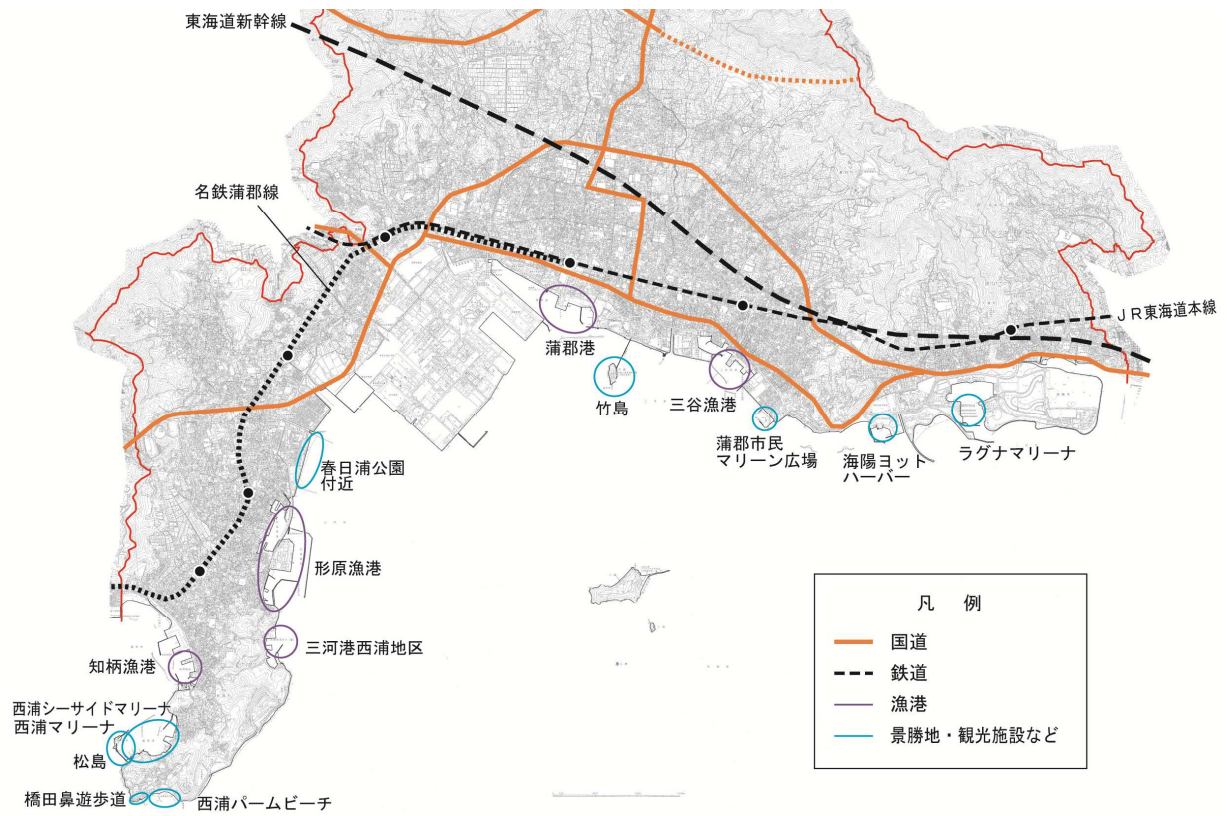 東海道新幹線
名鉄蒲郡線
JR東海道本線
蒲郡港
竹島
三谷漁港
蒲郡市民
マリーン広場
海陽ヨット
ハーバー
ラグナマリーナ
春日浦公園
付近
形原漁港
三河港西浦地区
知柄漁港
西浦シーサイドマリーナ
西浦マリーナ
松島
橋田鼻遊歩道
西浦パームビーチ
凡 例
国道
鉄道
漁港
景勝地・観光施設など